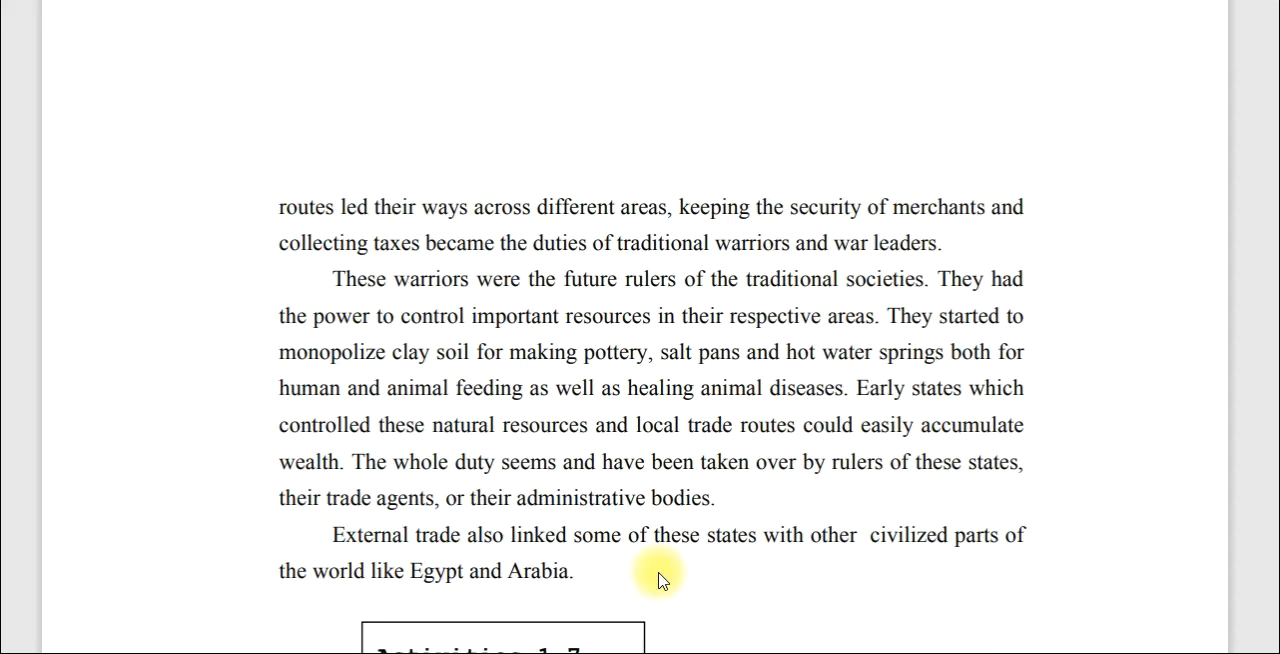 routes led their ways across different areas, keeping the security of merchants and
collecting taxes became the duties of traditional warriors and war leaders.
These warriors were the future rulers of the traditional societies. They had
the power to control important resources in their respective areas. They started to
monopolize clay soil for making pottery, salt pans and hot water springs both for
human and animal feeding as well as healing animal diseases. Early states which
controlled these natural resources and local trade routes could easily accumulate
wealth. The whole duty seems and have been taken over by rulers of these states,
their trade agents, or their administrative bodies.
External trade also linked some of these states with other civilized parts of
the world like Egypt and Arabia.